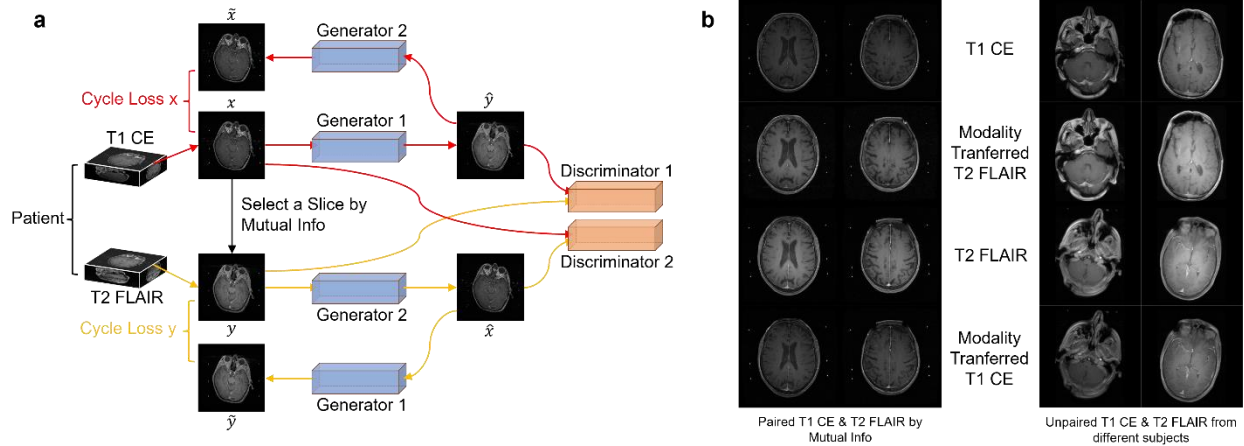 a
x̃
Generator 2
Cycle Loss x
x
Generator 1
ŷ
T1 CE
Discriminator 1
Patient
Select a Slice by
Mutual Info
Discriminator 2
T2 FLAIR
Cycle Loss y
y
Generator 2
x̂
Generator 1
ỹ
b
T1 CE
Modality
Tranferred
T2 FLAIR
T2 FLAIR
Modality
Tranferred
T1 CE
Paired T1 CE & T2 FLAIR by
Mutual Info
Unpaired T1 CE & T2 FLAIR from
different subjects